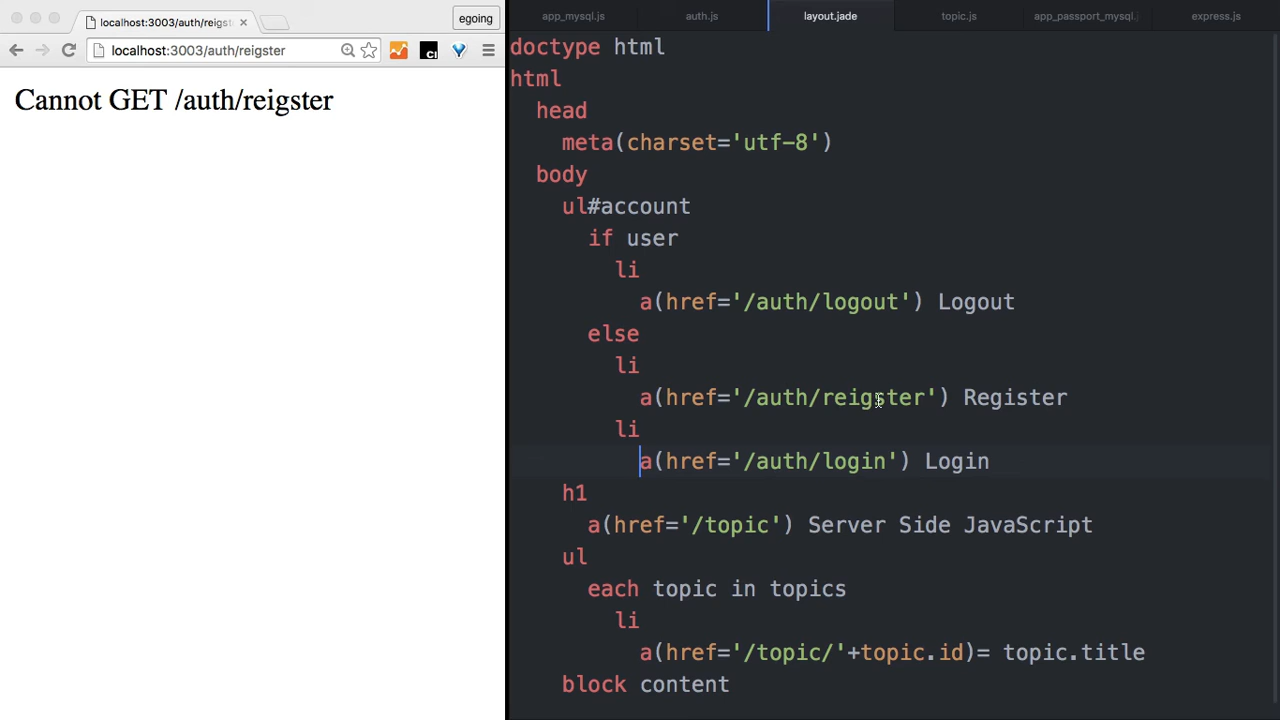 localhost:3003/auth/reigst
egoing
localhost:3003/auth/reigster
Cannot GET /auth/reigster
app_mysql.js
auth.js
layout.jade
topic.js
app_passport_mysql.j
express.js
doctype html
html
head
meta(charset='utf-8')
body
ul#account
if user
li
a(href='/auth/logout') Logout
else
li
a(href='/auth/reigster') Register
li
a(href='/auth/login') Login
h1
a(href='/topic') Server Side JavaScript
ul
each topic in topics
li
a(href='/topic/'+topic.id)= topic.title
block content